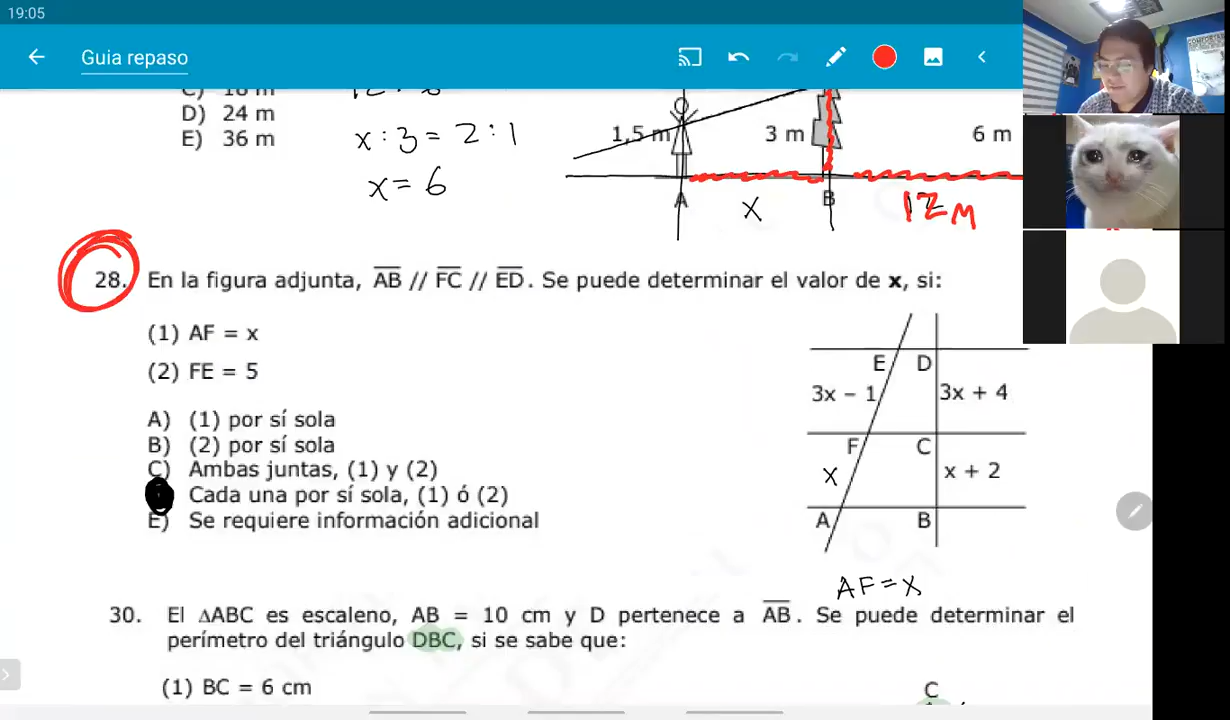 19:05
Guia repaso
D) 24 m
E) 36 m
x : 3 = 2 : 1
x = 6
1,5 m
3 m
6 m
A
B
x
12 M
28. En la figura adjunta, AB // FC // ED. Se puede determinar el valor de x, si:
(1) AF = x
(2) FE = 5
A) (1) por sí sola
B) (2) por sí sola
C) Ambas juntas, (1) y (2)
Cada una por sí sola, (1) ó (2)
E) Se requiere información adicional
E D
3x – 1 3x + 4
F C
x x + 2
A B
AF = x
30. El ΔABC es escaleno, AB = 10 cm y D pertenece a AB. Se puede determinar el
perímetro del triángulo DBC, si se sabe que:
(1) BC = 6 cm
C